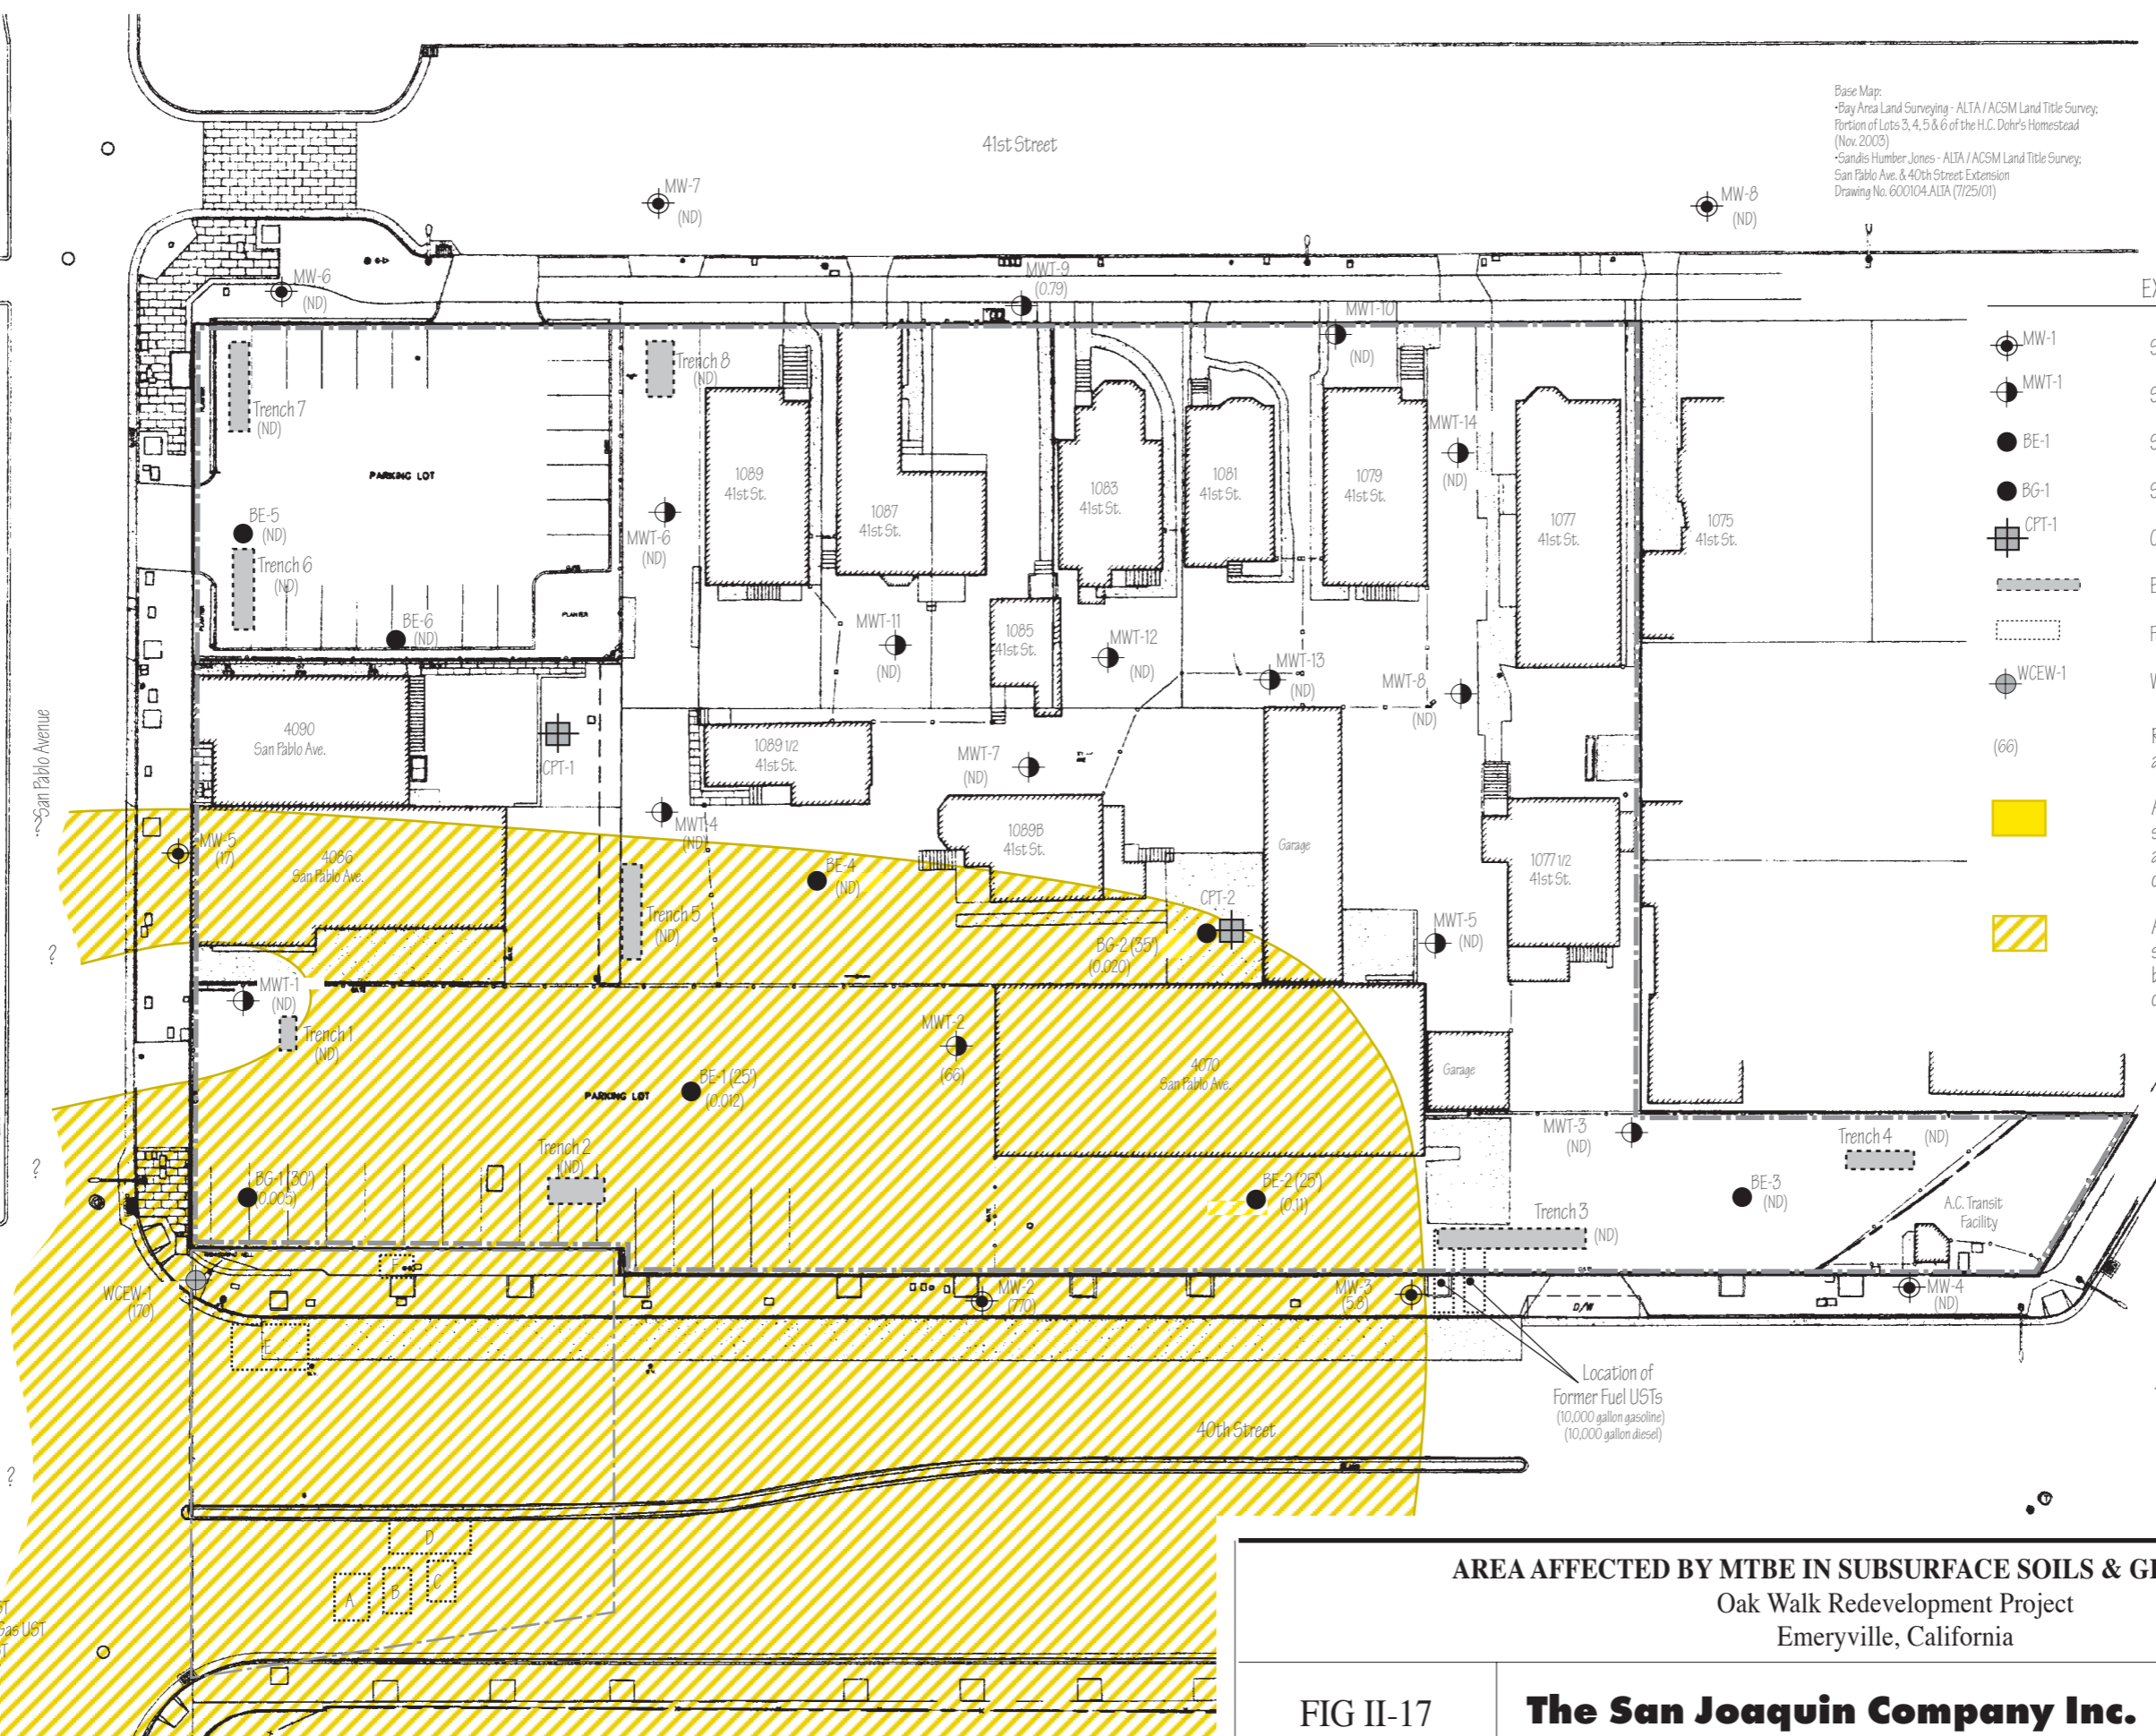 Base Map:
•Bay Area Land Surveying - ALTA / ACSM Land Title Survey;
Portion of Lots 3, 4, 5 & 6 of the H.C. Dohr's Homestead
(Nov. 2003)
•Sandis Humber Jones - ALTA / ACSM Land Title Survey;
San Pablo Ave. & 40th Street Extension
Drawing No. 600104.ALTA (7/25/01)
41st Street
MW-7
(ND)
MW-8
(ND)
MW-6
(ND)
MWT-9
(0.79)
MWT-10
(ND)
MW-1
MWT-1
BE-1
BG-1
CPT-1
WCEW-1
(66)
Trench 7
(ND)
Trench 8
(ND)
PARKING LOT
1089
41st St.
1087
41st St.
1083
41st St.
1081
41st St.
1079
41st St.
MWT-14
(ND)
1077
41st St.
1075
41st St.
BE-5
(ND)
Trench 6
(ND)
MWT-6
(ND)
BE-6
(ND)
PLANTER
PLANTER
PLANTER
MWT-11
(ND)
1085
41st St.
MWT-12
(ND)
MWT-13
(ND)
MWT-8
(ND)
San Pablo Avenue
4090
San Pablo Ave.
CPT-1
1089 1/2
41st St.
MWT-7
(ND)
MWT-4
(ND)
1089B
41st St.
Garage
1077 1/2
41st St.
?
MW-5
(17)
4086
San Pablo Ave.
BE-4
(ND)
Trench 5
(ND)
CPT-2
BG-2 (35')
(0.020)
MWT-5
(ND)
?
MWT-1
(ND)
Trench 1
(ND)
MWT-2
(66)
4070
San Pablo Ave.
Garage
BE-1 (25')
(0.012)
PARKING LOT
Trench 2
(ND)
MWT-3
(ND)
Trench 4
(ND)
?
BG-1 (30')
(0.005)
BE-2 (25')
(0.11)
BE-3
(ND)
Trench 3
(ND)
A.C. Transit
Facility
WCEW-1
(170)
F
MW-2
(770)
MW-3
(5.8)
D/W
MW-4
(ND)
E
Location of
Former Fuel USTs
(10,000 gallon gasoline)
(10,000 gallon diesel)
40th Street
?
D
A
B
C
Gas UST
AREA AFFECTED BY MTBE IN SUBSURFACE SOILS &
Oak Walk Redevelopment Project
Emeryville, California
FIG II-17
The San Joaquin Company Inc.